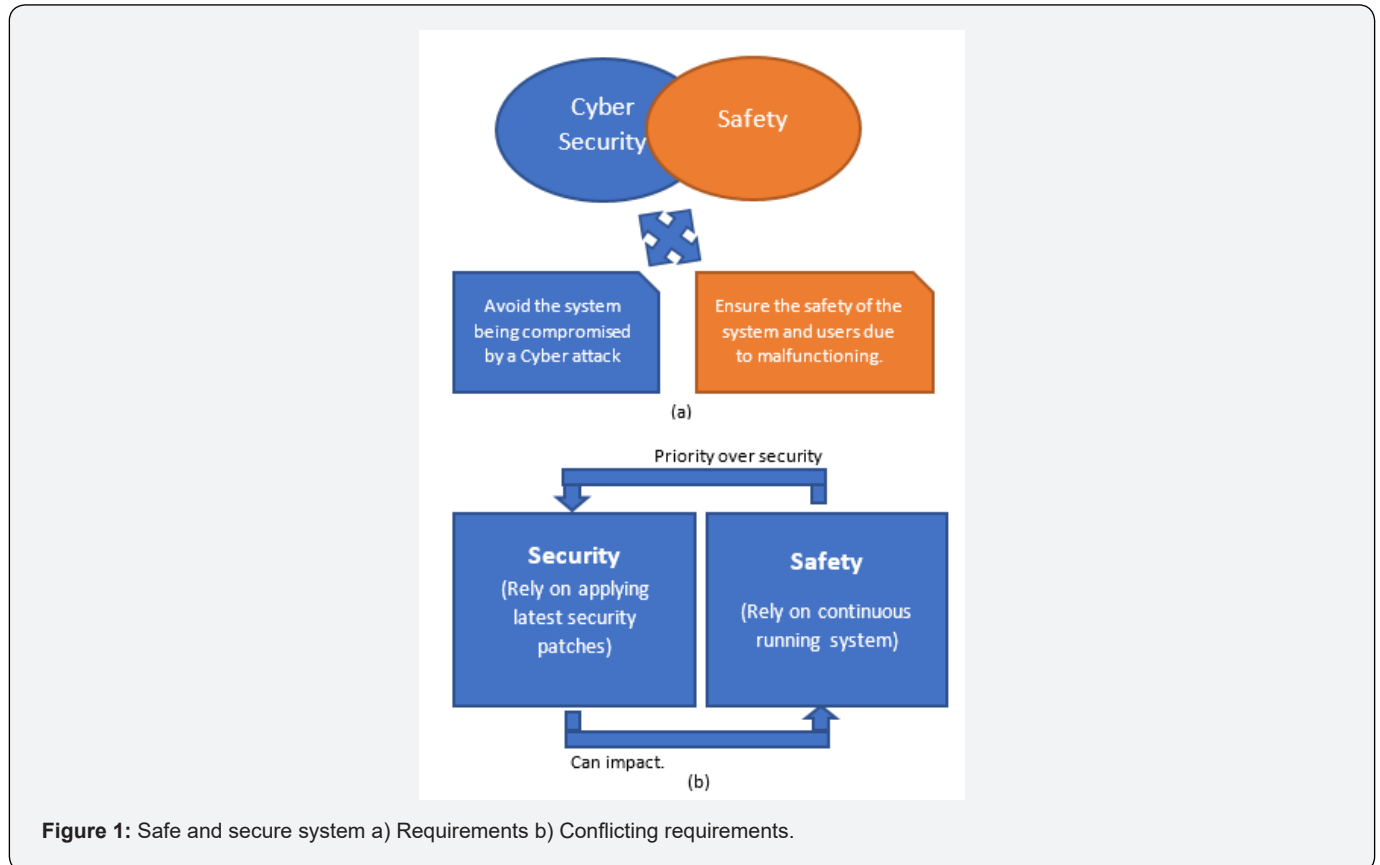 Cyber
Security
Safety
Avoid the system
being compromised
by a Cyber attack
Ensure the safety of the
system and users due
to malfunctioning.
(a)
Priority over security
Security
(Rely on applying
latest security
patches)
Safety
(Rely on continuous
running system)
Can impact.
(b)
Figure 1: Safe and secure system a) Requirements b) Conflicting requirements.